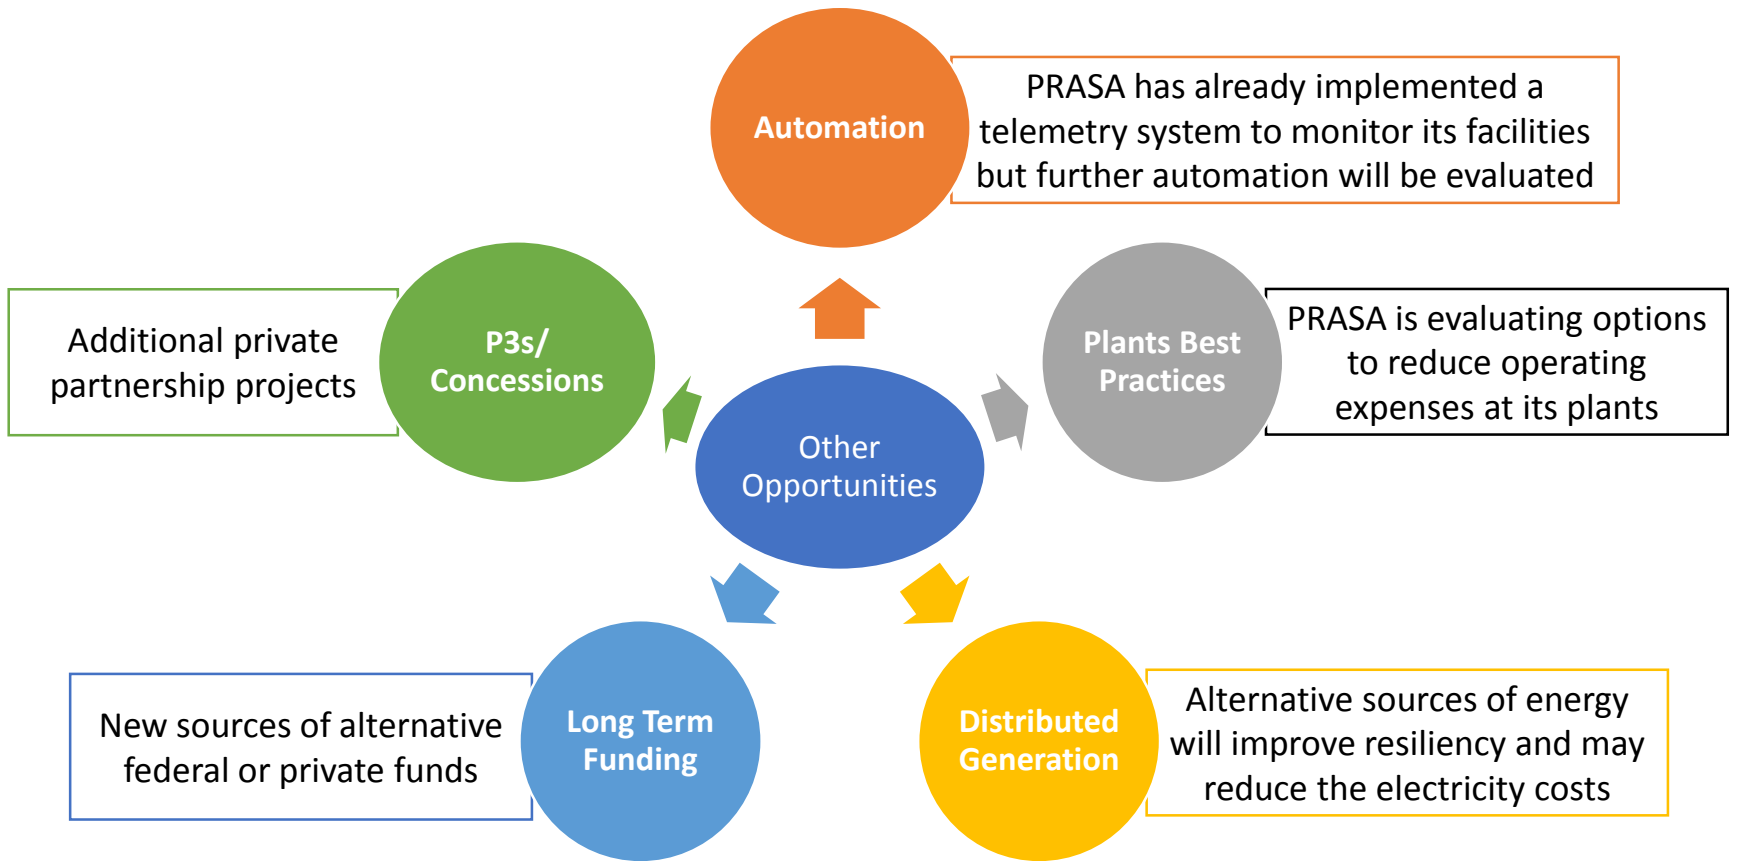 Automation
PRASA has already implemented a
telemetry system to monitor its facilities
but further automation will be evaluated
P3s/
Concessions
Additional private
partnership projects
Plants Best
Practices
PRASA is evaluating options
to reduce operating
expenses at its plants
Other
Opportunities
Long Term
Funding
New sources of alternative
federal or private funds
Distributed
Generation
Alternative sources of energy
will improve resiliency and may
reduce the electricity costs